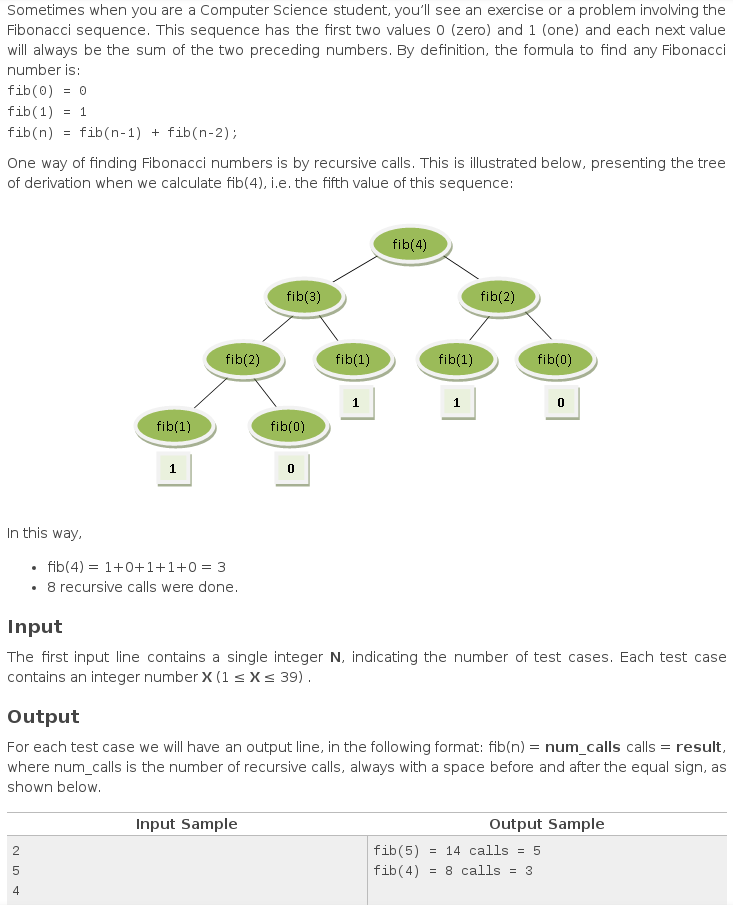 Sometimes when you are a Computer Science student, you'll see an exercise or a problem involving the
Fibonacci sequence. This sequence has the first two values 0 (zero) and 1 (one) and each next value
will always be the sum of the two preceding numbers. By definition, the formula to find any Fibonacci
number is:
fib(0) = 0
fib(1) = 1
fib(n) = fib(n-1) + fib(n-2);
One way of finding Fibonacci numbers is by recursive calls. This is illustrated below, presenting the tree
of derivation when we calculate fib(4), i.e. the fifth value of this sequence:
fib(4)
fib(3) fib(2)
fib(2) fib(1) fib(1) fib(0)
1 1 0
fib(1) fib(0)
1 0
In this way,
• fib(4) = 1+0+1+1+0 = 3
• 8 recursive calls were done.
Input
The first input line contains a single integer N, indicating the number of test cases. Each test case
contains an integer number X (1 ≤ X ≤ 39) .
Output
For each test case we will have an output line, in the following format: fib(n) = num_calls calls = result,
where num_calls is the number of recursive calls, always with a space before and after the equal sign, as
shown below.
Input Sample Output Sample
2 fib(5) = 14 calls = 5
5 fib(4) = 8 calls = 3
4